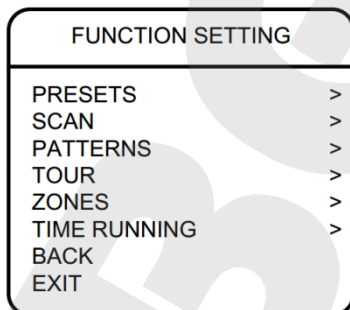 FUNCTION SETTING
PRESETS >
SCAN >
PATTERNS >
TOUR >
ZONES >
TIME RUNNING >
BACK
EXIT